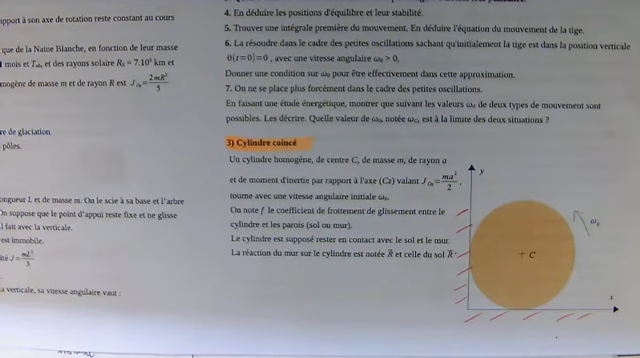 apport à son axe de rotation reste constant au cours
que de la Naine Blanche, en fonction de leur masse
mois et T, des rayons solaire R = 7.10 km et
mogène de masse m et de rayon R est J = 2mR² / 5
re de glaciation.
pôles.
ongueur L et de masse m. On le scie à sa base et l'arbre
On suppose que le point d'appui reste fixe et ne glisse
l fait avec la verticale.
est immobile.
ité J = mL² / 3
a verticale, sa vitesse angulaire vaut :
4. En déduire les positions d'équilibre et leur stabilité.
5. Trouver une intégrale première du mouvement. En déduire l'équation du mouvement de la tige.
6. La résoudre dans le cadre des petites oscillations sachant qu'initialement la tige est dans la position verticale
θ(t=0)=0, avec une vitesse angulaire ω₀ > 0.
Donner une condition sur ω₀ pour être effectivement dans cette approximation.
7. On ne se place plus forcément dans le cadre des petites oscillations.
En faisant une étude énergétique, montrer que suivant les valeurs ω₀ de deux types de mouvement sont
possibles. Les décrire. Quelle valeur de ω₀, notée est à la limite des deux situations ?
3) Cylindre coincé
Un cylindre homogène, de centre C, de masse m, de rayon a
et de moment d'inertie par rapport à l'axe (Cz) valant J = ma² / 2,
tourne avec une vitesse angulaire initiale ω₀.
On note f le coefficient de frottement de glissement entre le
cylindre et les parois (sol ou mur).
Le cylindre est supposé rester en contact avec le sol et le mur.
La réaction du mur sur le cylindre est notée R⃗ et celle du sol R⃗'.
y
ω₀
+ C
x